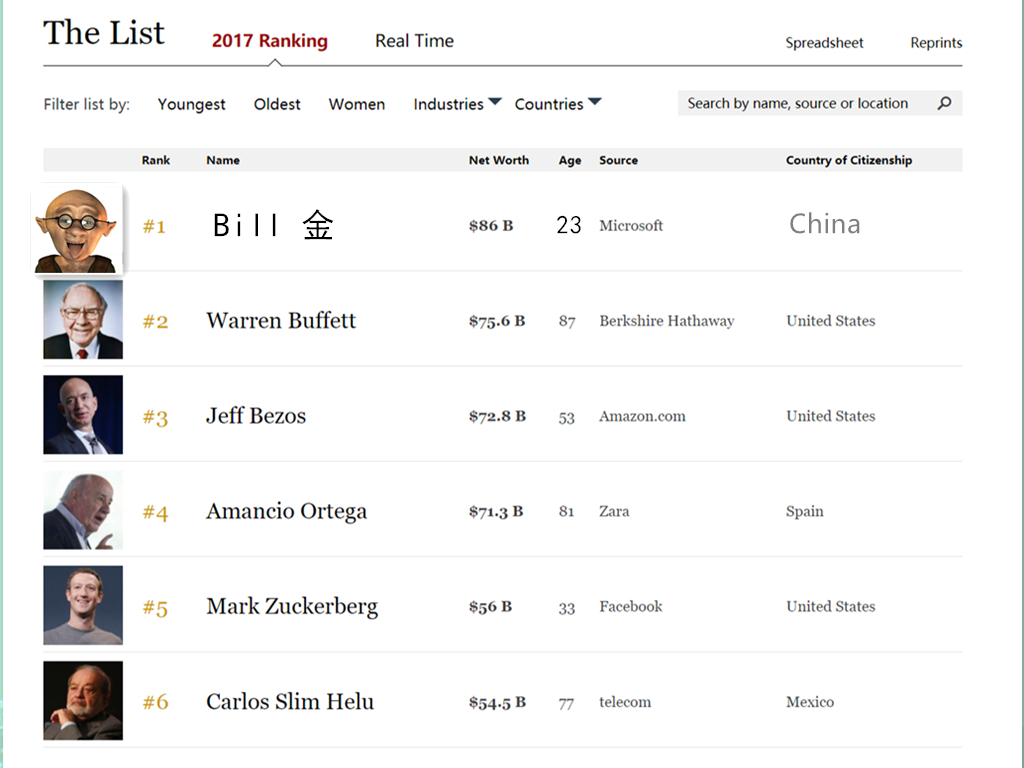 The List 2017 Ranking Real Time Spreadsheet Reprints
Filter list by: Youngest Oldest Women Industries Countries Search by name, source or location
Rank Name Net Worth Age Source Country of Citizenship
#1 Bill 金 $86 B 23 Microsoft China
#2 Warren Buffett $75.6 B 87 Berkshire Hathaway United States
#3 Jeff Bezos $72.8 B 53 Amazon.com United States
#4 Amancio Ortega $71.3 B 81 Zara Spain
#5 Mark Zuckerberg $56 B 33 Facebook United States
#6 Carlos Slim Helu $54.5 B 77 telecom Mexico